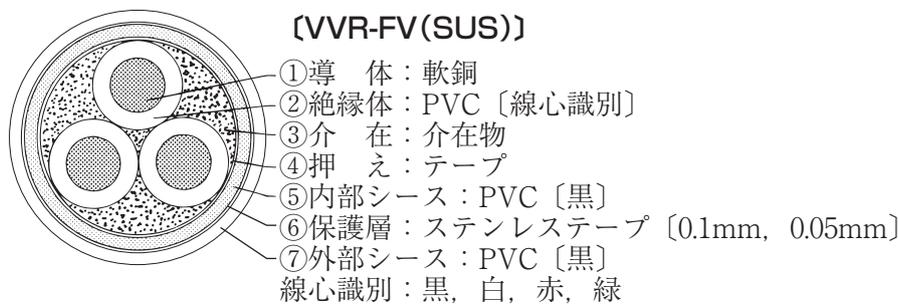 〔VVR-FV(SUS)〕
①導　体：軟銅
②絶縁体：PVC〔線心識別〕
③介　在：介在物
④押　え：テープ
⑤内部シース：PVC〔黒〕
⑥保護層：ステンレステープ〔0.1mm，0.05mm〕
⑦外部シース：PVC〔黒〕
線心識別：黒，白，赤，緑